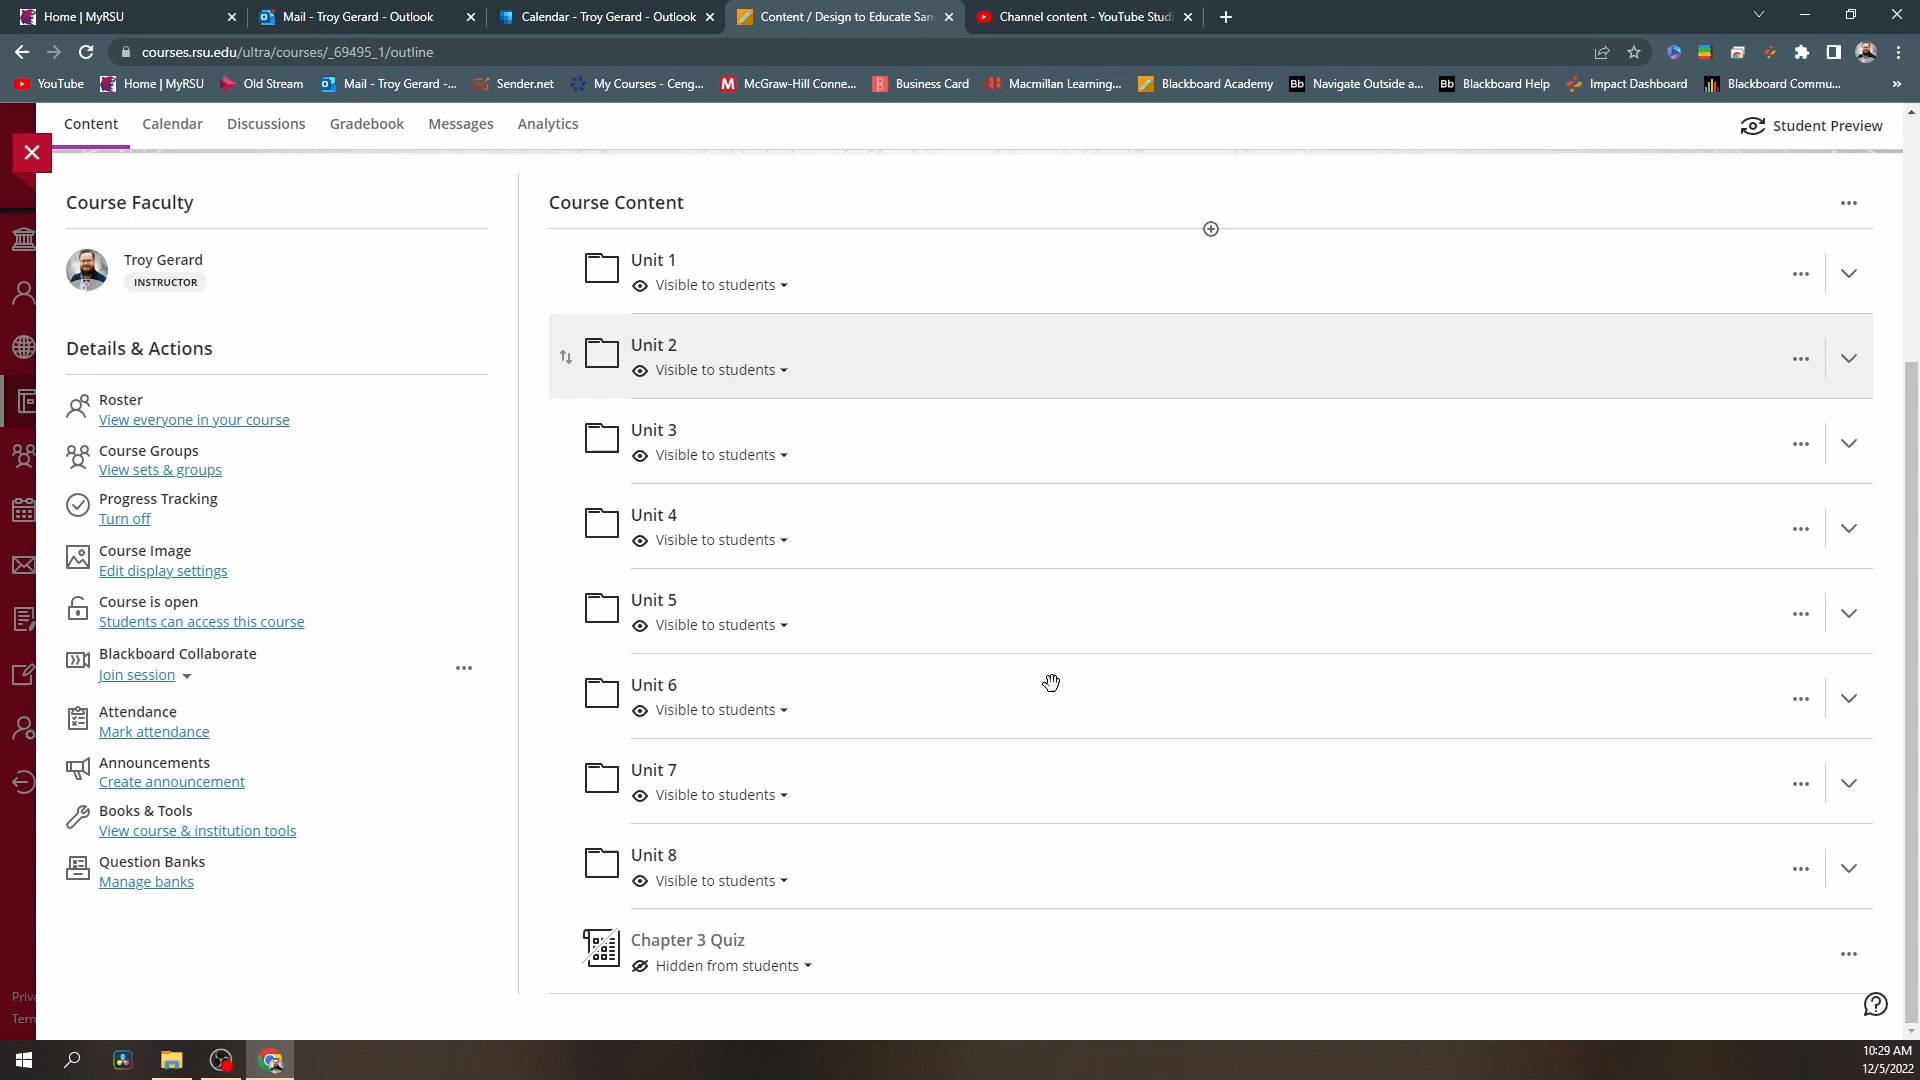 Home | MyRSU
Mail - Troy Gerard - Outlook
Calendar - Troy Gerard - Outlook
Content / Design to Educate San
Channel content - YouTube Studi
courses.rsu.edu/ultra/courses/_69495_1/outline
YouTube
Home | MyRSU
Old Stream
Mail - Troy Gerard -...
Sender.net
My Courses - Ceng...
McGraw-Hill Conne...
Business Card
Macmillan Learning...
Blackboard Academy
Navigate Outside a...
Blackboard Help
Impact Dashboard
Blackboard Commu...
Content
Calendar
Discussions
Gradebook
Messages
Analytics
Student Preview
Course Faculty
Troy Gerard
INSTRUCTOR
Details & Actions
Roster
View everyone in your course
Course Groups
View sets & groups
Progress Tracking
Turn off
Course Image
Edit display settings
Course is open
Students can access this course
Blackboard Collaborate
Join session
Attendance
Mark attendance
Announcements
Create announcement
Books & Tools
View course & institution tools
Question Banks
Manage banks
Priva
Term
Course Content
Unit 1
Visible to students
Unit 2
Visible to students
Unit 3
Visible to students
Unit 4
Visible to students
Unit 5
Visible to students
Unit 6
Visible to students
Unit 7
Visible to students
Unit 8
Visible to students
Chapter 3 Quiz
Hidden from students
10:29 AM
12/5/2022